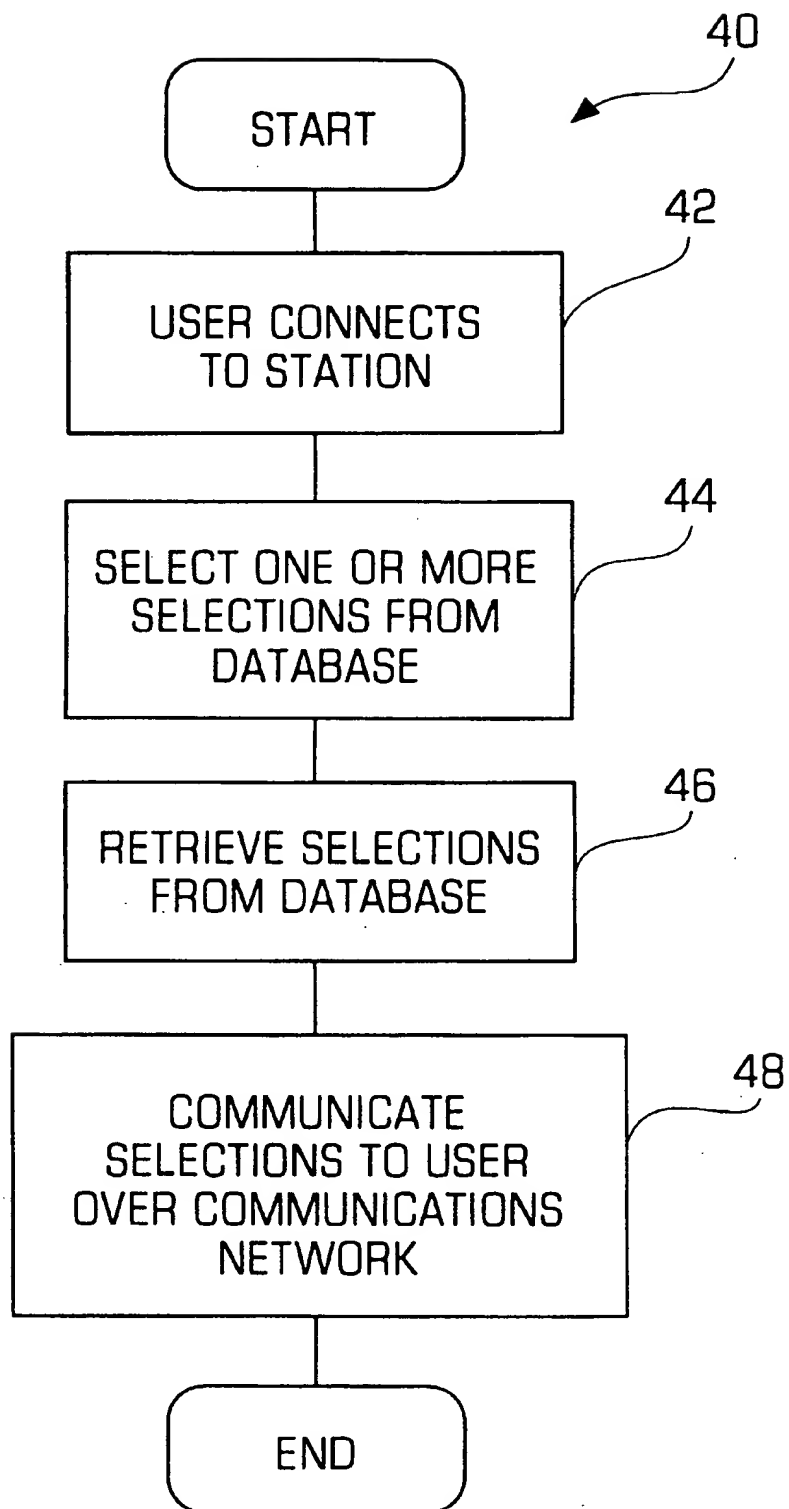 40
START
42
USER CONNECTS
TO STATION
44
SELECT ONE OR MORE
SELECTIONS FROM
DATABASE
46
RETRIEVE SELECTIONS
FROM DATABASE
48
COMMUNICATE
SELECTIONS TO USER
OVER COMMUNICATIONS
NETWORK
END